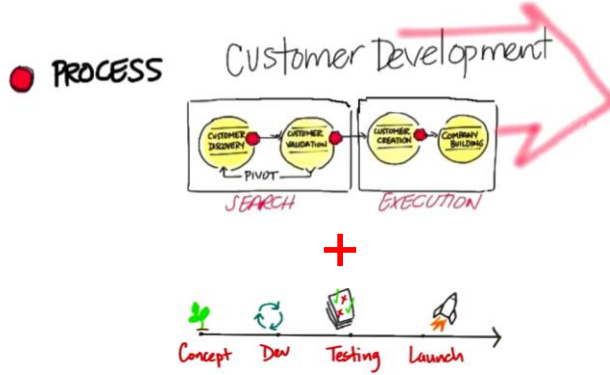 PROCESS
Customer Development
CUSTOMER DISCOVERY
CUSTOMER VALIDATION
CUSTOMER CREATION
COMPANY BUILDING
PIVOT
SEARCH
EXECUTION
+
Concept Dev Testing Launch